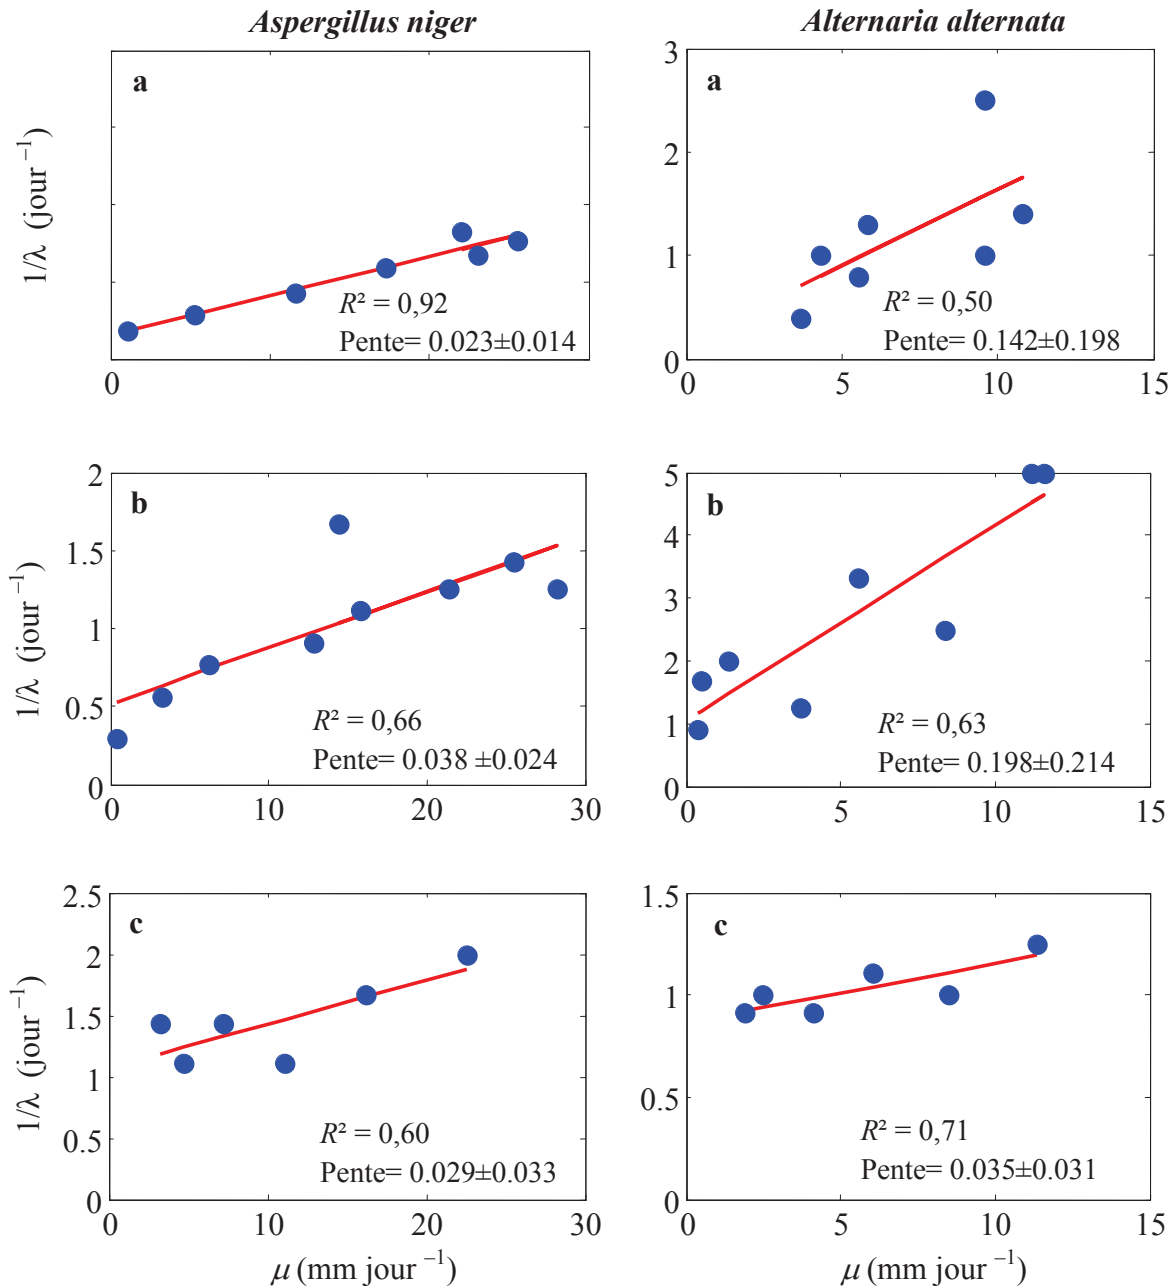 Aspergillus niger
Alternaria alternata
a
1/λ (jour ⁻¹)
R² = 0,92
Pente= 0.023±0.014
0
a
3
2
1
0
R² = 0,50
Pente= 0.142±0.198
0 5 10 15
b
1/λ (jour ⁻¹)
2
1.5
1
0.5
0
R² = 0,66
Pente= 0.038 ±0.024
0 10 20 30
b
5
4
3
2
1
0
R² = 0,63
Pente= 0.198±0.214
0 5 10 15
c
1/λ (jour ⁻¹)
2.5
2
1.5
1
0.5
0
R² = 0,60
Pente= 0.029±0.033
0 10 20 30
μ (mm jour ⁻¹)
c
1.5
1
0.5
0
R² = 0,71
Pente= 0.035±0.031
0 5 10 15
μ (mm jour ⁻¹)